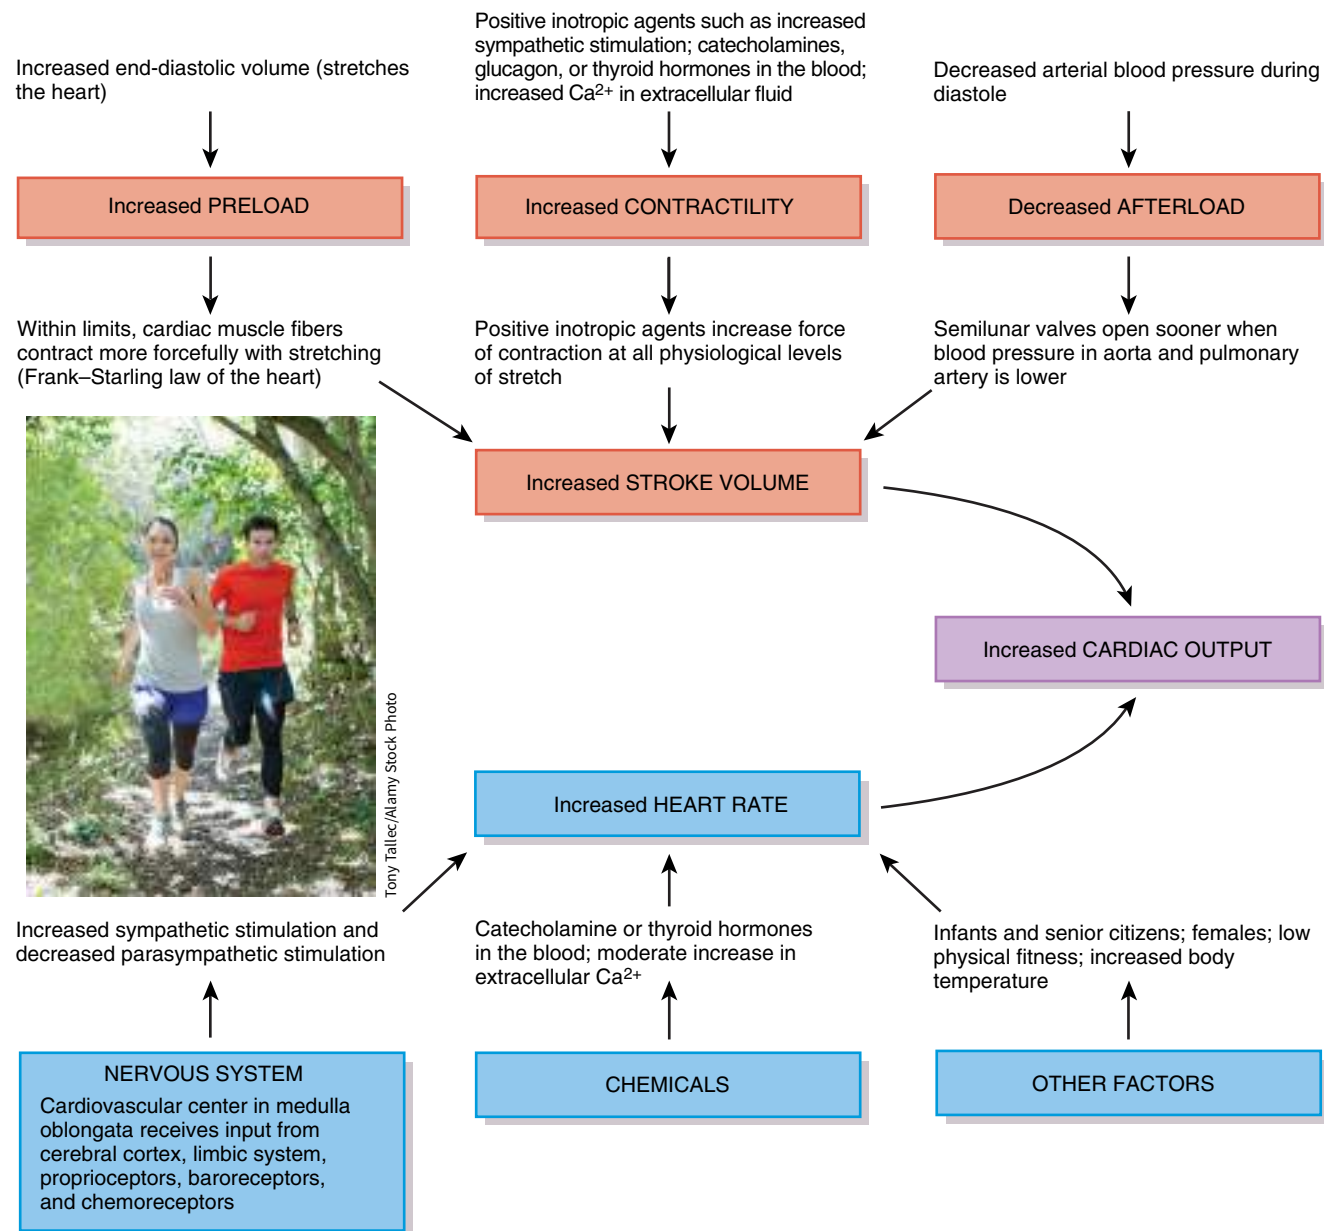 Increased end-diastolic volume (stretches
the heart)
Positive inotropic agents such as increased
sympathetic stimulation; catecholamines,
glucagon, or thyroid hormones in the blood;
increased Ca2+ in extracellular fluid
Decreased arterial blood pressure during
diastole
Increased PRELOAD
Increased CONTRACTILITY
Decreased AFTERLOAD
Within limits, cardiac muscle fibers
contract more forcefully with stretching
(Frank–Starling law of the heart)
Positive inotropic agents increase force
of contraction at all physiological levels
of stretch
Semilunar valves open sooner when
blood pressure in aorta and pulmonary
artery is lower
Increased STROKE VOLUME
Increased CARDIAC OUTPUT
Tony Tallec/Alamy Stock Photo
Increased HEART RATE
Increased sympathetic stimulation and
decreased parasympathetic stimulation
Catecholamine or thyroid hormones
in the blood; moderate increase in
extracellular Ca2+
Infants and senior citizens; females; low
physical fitness; increased body
temperature
NERVOUS SYSTEM
Cardiovascular center in medulla
oblongata receives input from
cerebral cortex, limbic system,
proprioceptors, baroreceptors,
and chemoreceptors
CHEMICALS
OTHER FACTORS